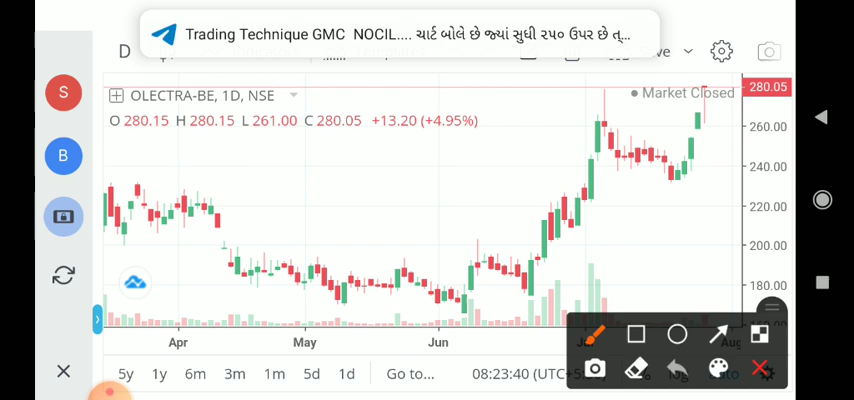 Trading Technique GMC NOCIL.... ચાર્ટ બોલે છે જ્યાં સુધી ૨૫૦ ઉપર છે ત્...
D
ve
S
OLECTRA-BE, 1D, NSE
Market Closed
280.05
O 280.15 H 280.15 L 261.00 C 280.05 +13.20 (+4.95%)
260.00
B
240.00
220.00
200.00
180.00
Apr May Jun Aug
5y 1y 6m 3m 1m 5d 1d Go to... 08:23:40 (UTC+5: